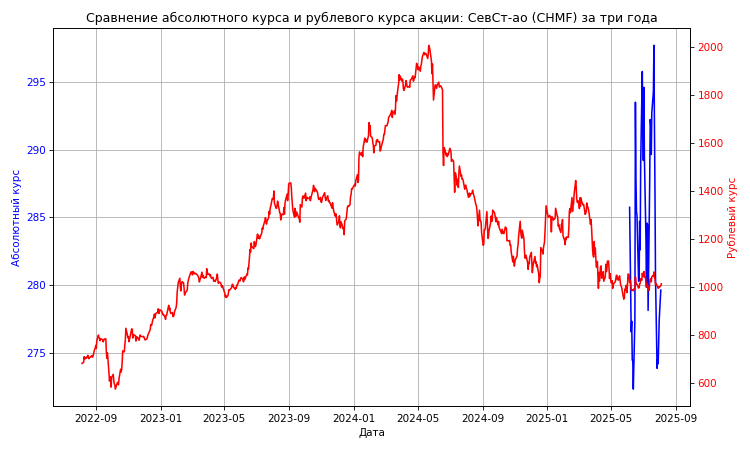 Сравнение абсолютного курса и рублевого курса акции: СевСт-ао (CHMF) за три года
Абсолютный курс
295
290
285
280
275
2000
1800
1600
1400
1200
1000
800
600
Рублевый курс
2022-09 2023-01 2023-05 2023-09 2024-01 2024-05 2024-09 2025-01 2025-05 2025-09
Дата